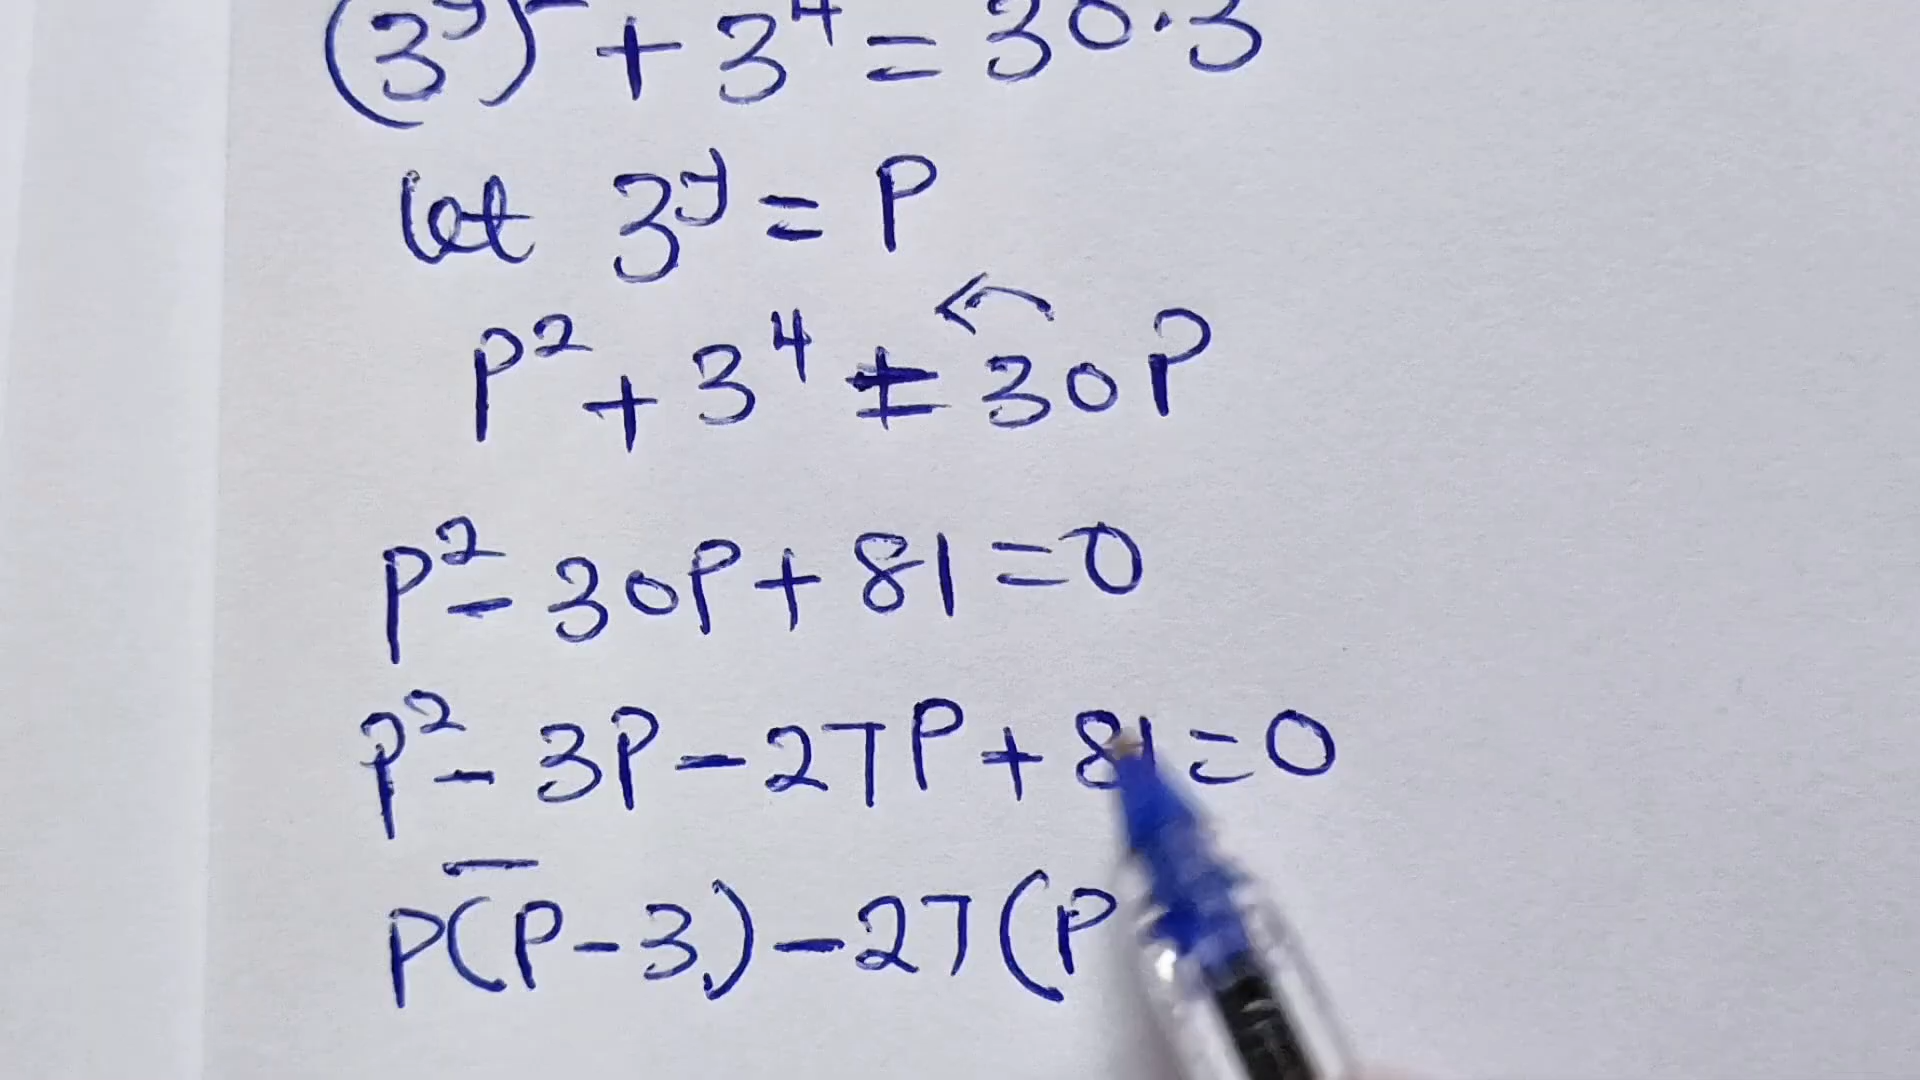 (3^y)^2 + 3^4 = 30·3
let 3^y = P
P^2 + 3^4 = 30P
P^2 - 30P + 81 = 0
P^2 - 3P - 27P + 81 = 0
P(P - 3) - 27(P